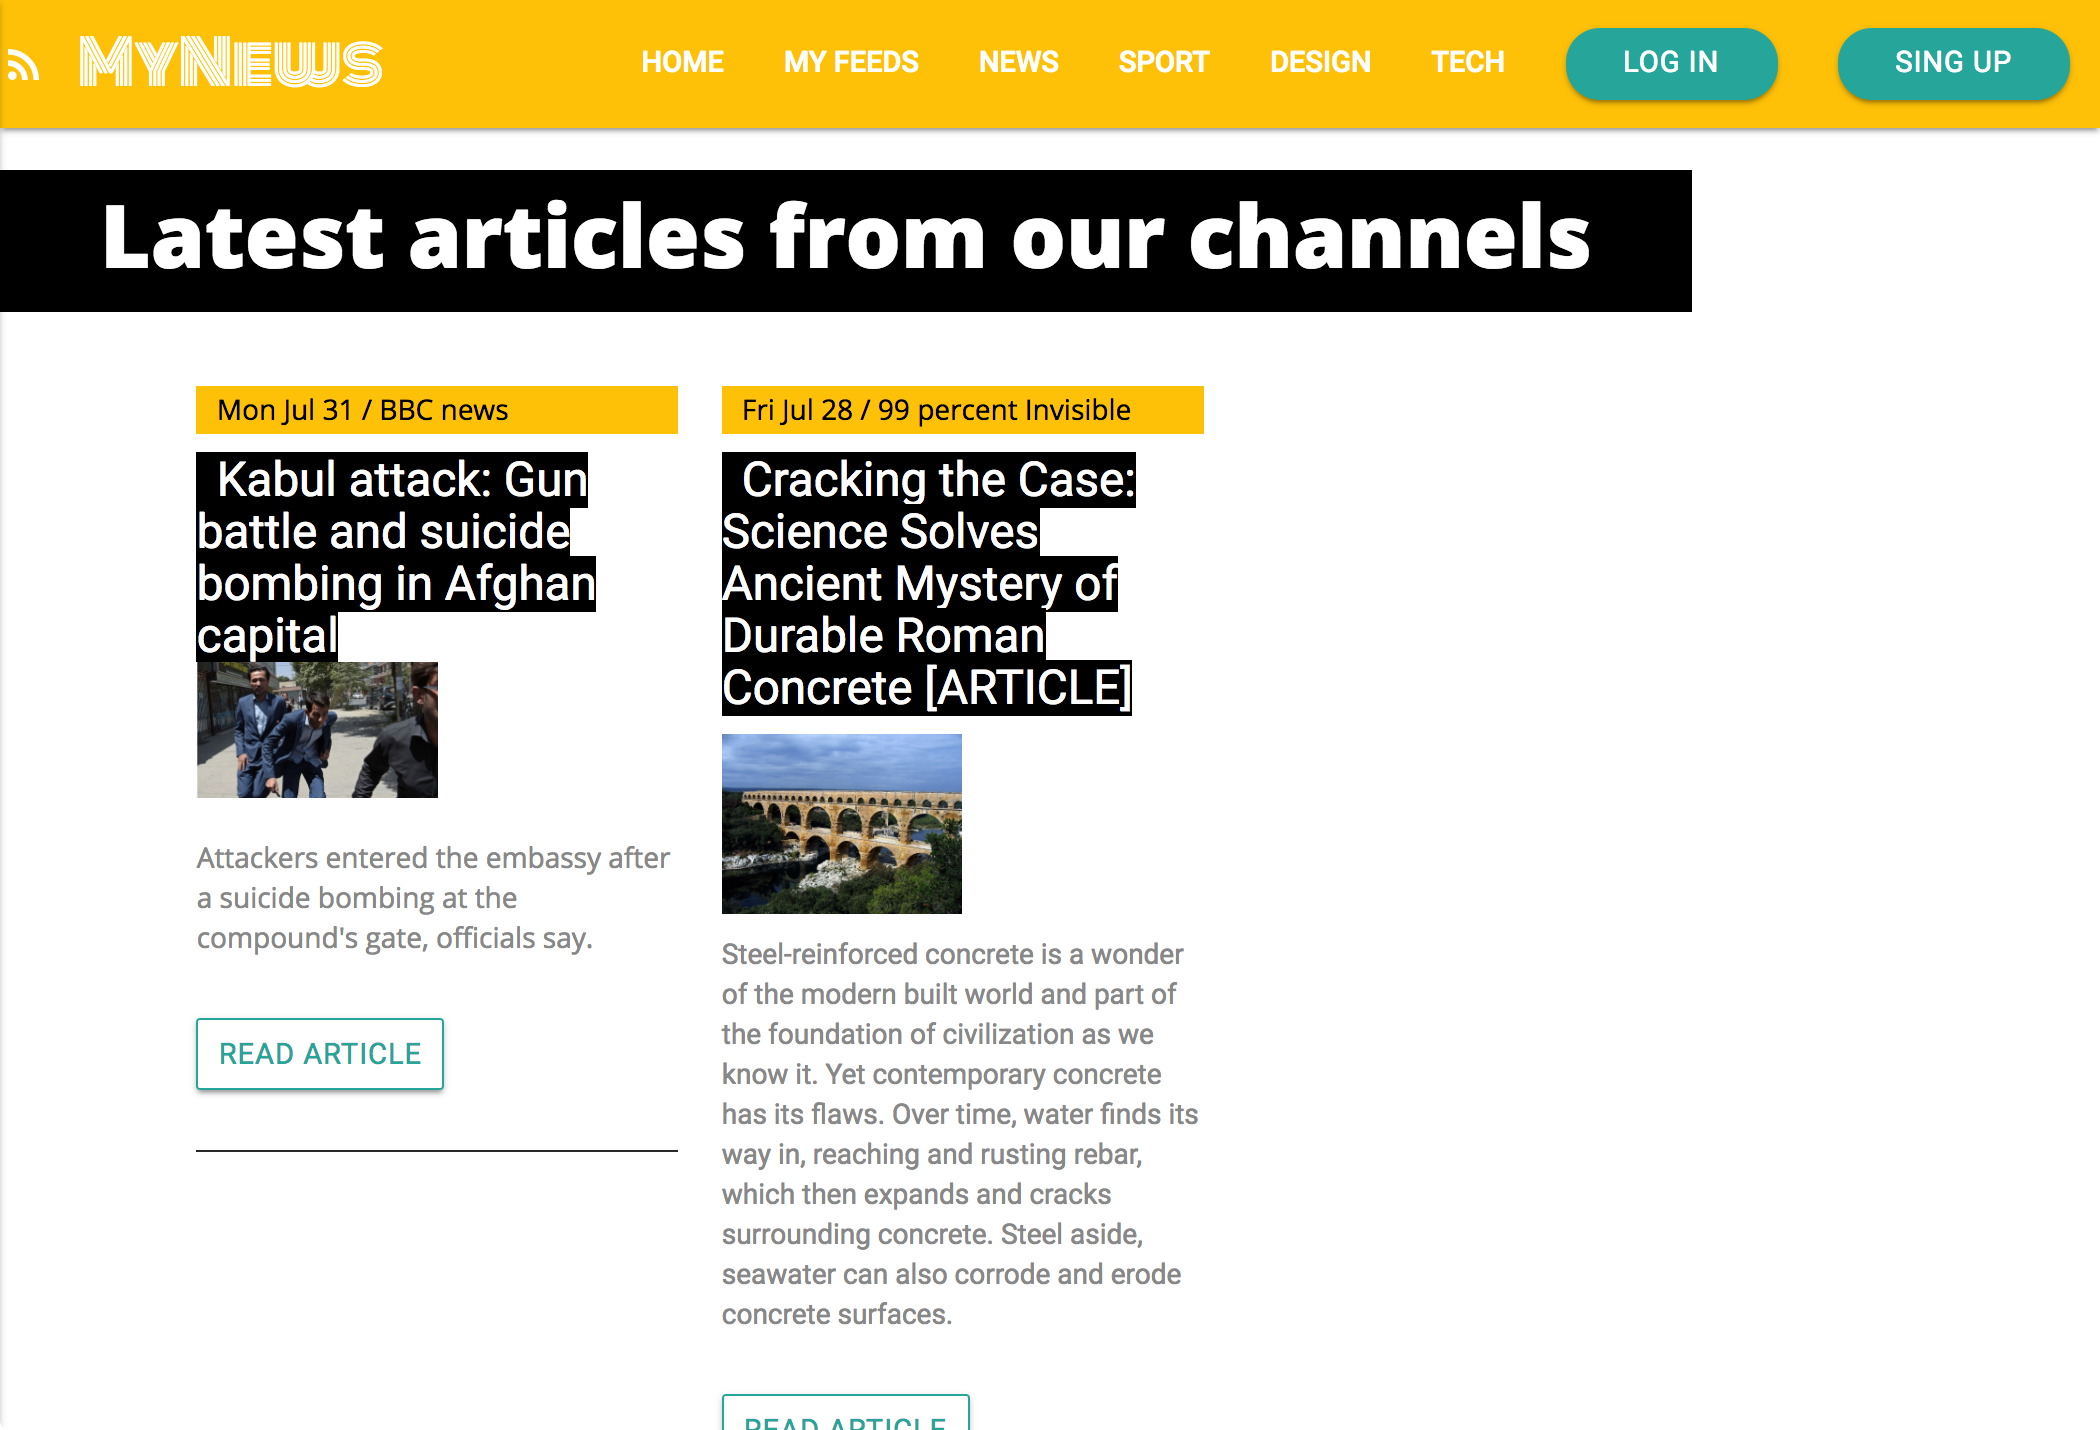 MyNews
HOME MY FEEDS NEWS SPORT DESIGN TECH LOG IN SING UP
Latest articles from our channels
Mon Jul 31 / BBC news
Kabul attack: Gun
battle and suicide
bombing in Afghan
capital
Attackers entered the embassy after
a suicide bombing at the
compound's gate, officials say.
READ ARTICLE
Fri Jul 28 / 99 percent Invisible
Cracking the Case:
Science Solves
Ancient Mystery of
Durable Roman
Concrete [ARTICLE]
Steel-reinforced concrete is a wonder
of the modern built world and part of
the foundation of civilization as we
know it. Yet contemporary concrete
has its flaws. Over time, water finds its
way in, reaching and rusting rebar,
which then expands and cracks
surrounding concrete. Steel aside,
seawater can also corrode and erode
concrete surfaces.
READ ARTICLE